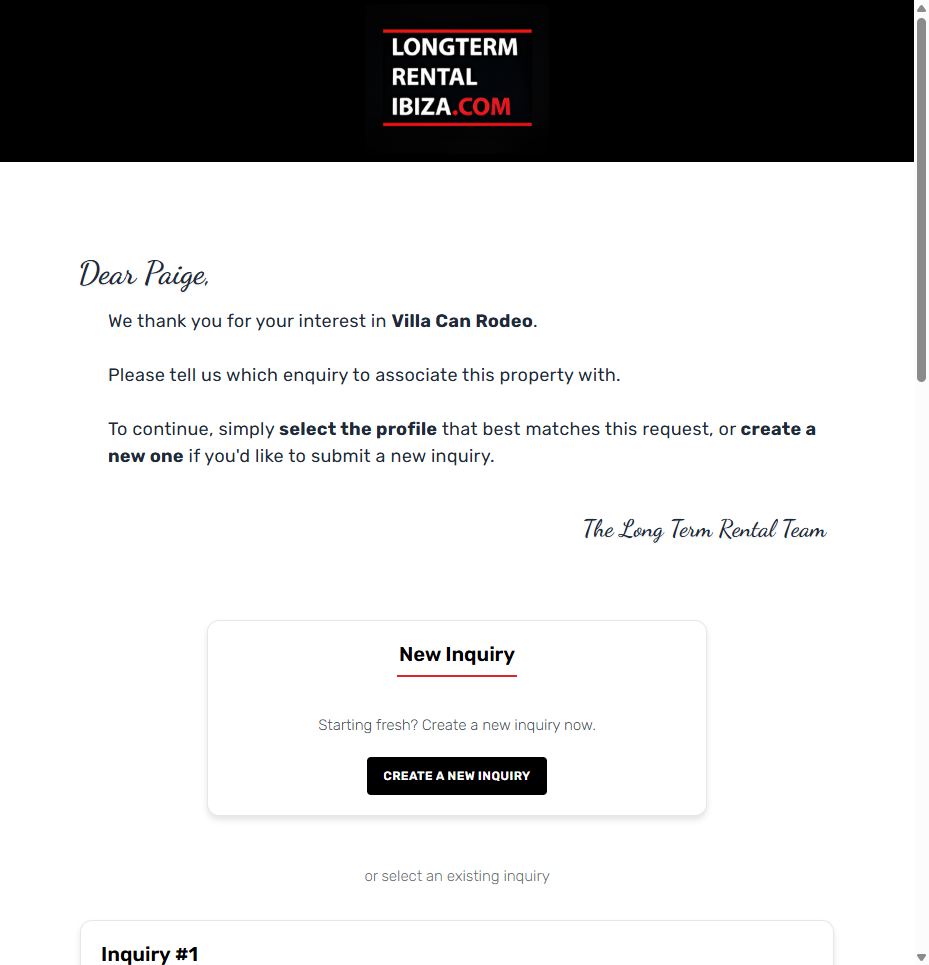 LONGTERM
RENTAL
IBIZA.COM
Dear Paige,
We thank you for your interest in Villa Can Rodeo.
Please tell us which enquiry to associate this property with.
To continue, simply select the profile that best matches this request, or create a
new one if you'd like to submit a new inquiry.
The Long Term Rental Team
New Inquiry
Starting fresh? Create a new inquiry now.
CREATE A NEW INQUIRY
or select an existing inquiry
Inquiry #1